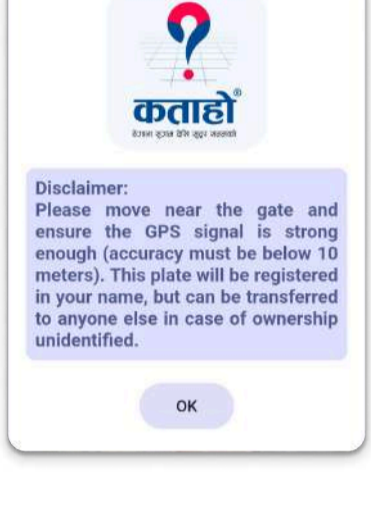 कताहो®
Disclaimer:
Please move near the gate and
ensure the GPS signal is strong
enough (accuracy must be below 10
meters). This plate will be registered
in your name, but can be transferred
to anyone else in case of ownership
unidentified.
OK